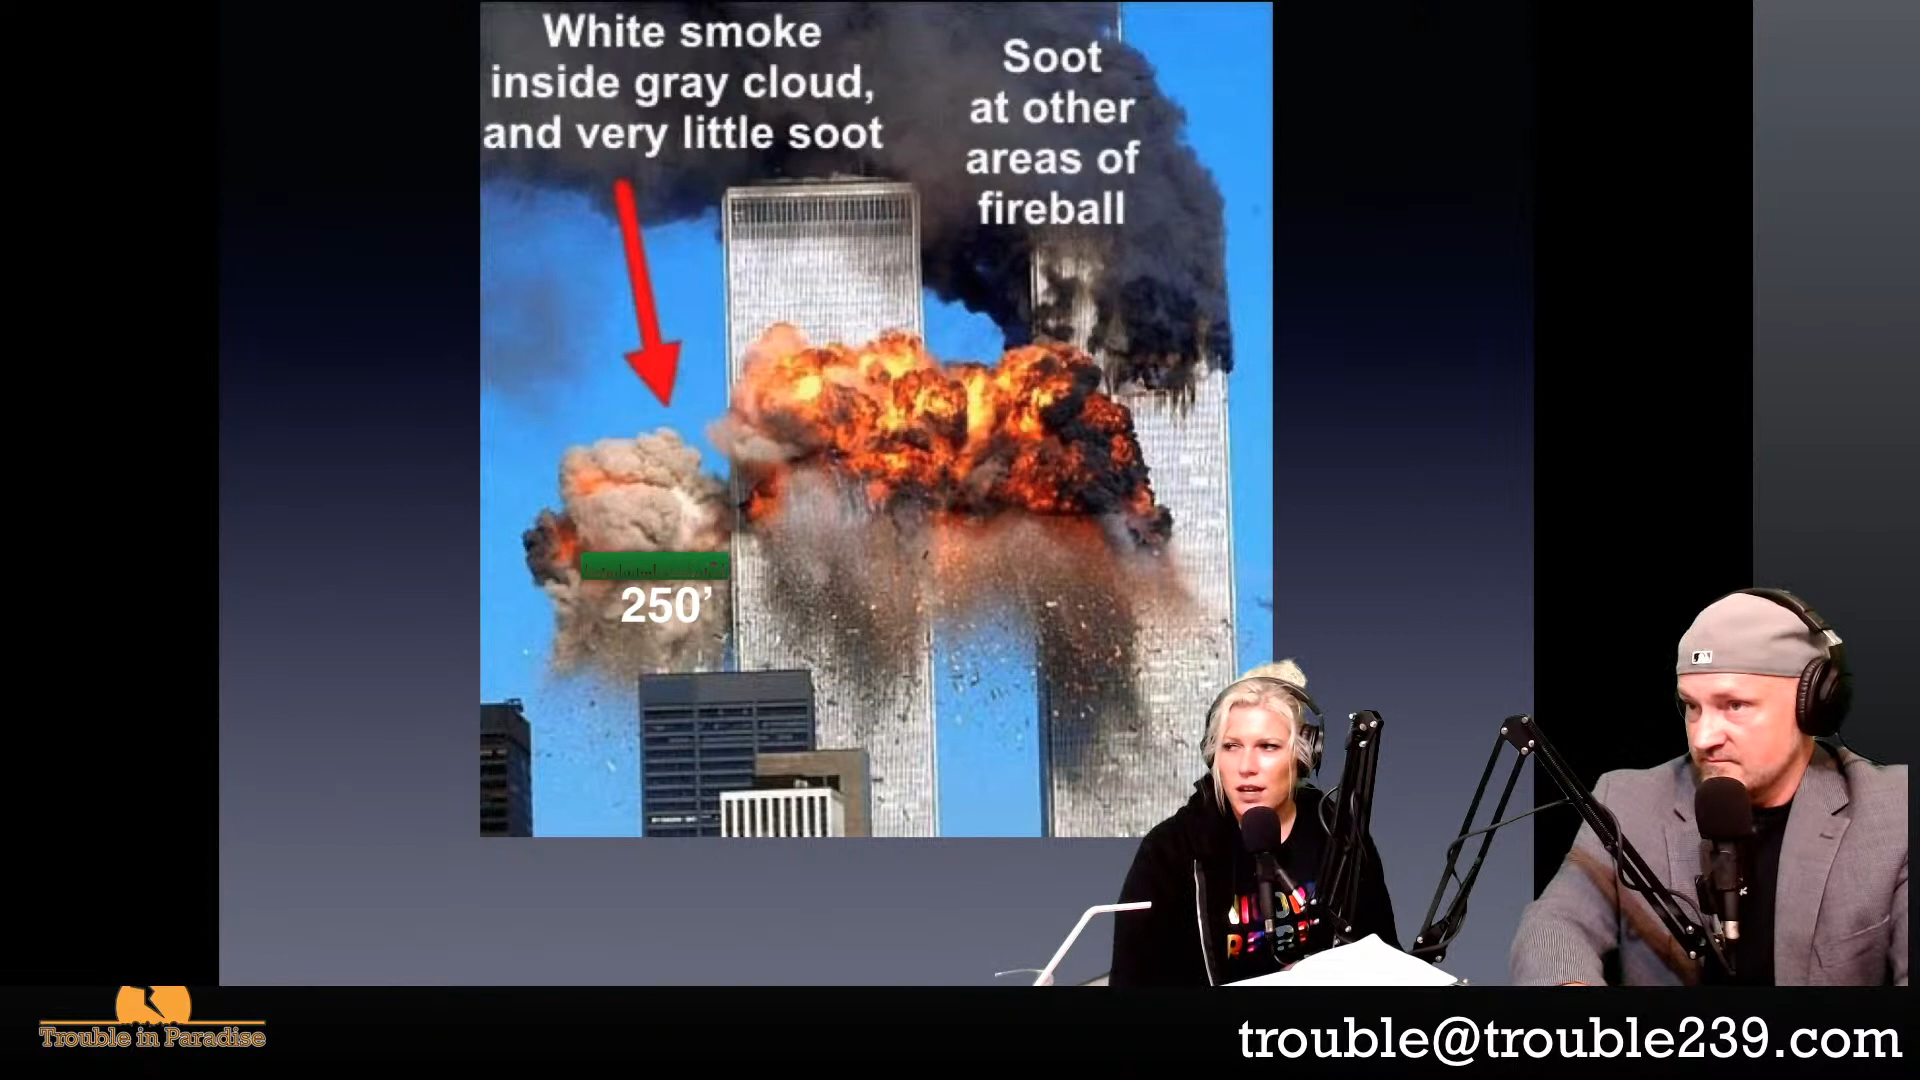 White smoke
inside gray cloud,
and very little soot
Soot
at other
areas of
fireball
250’
Trouble in Paradise
trouble@trouble239.com